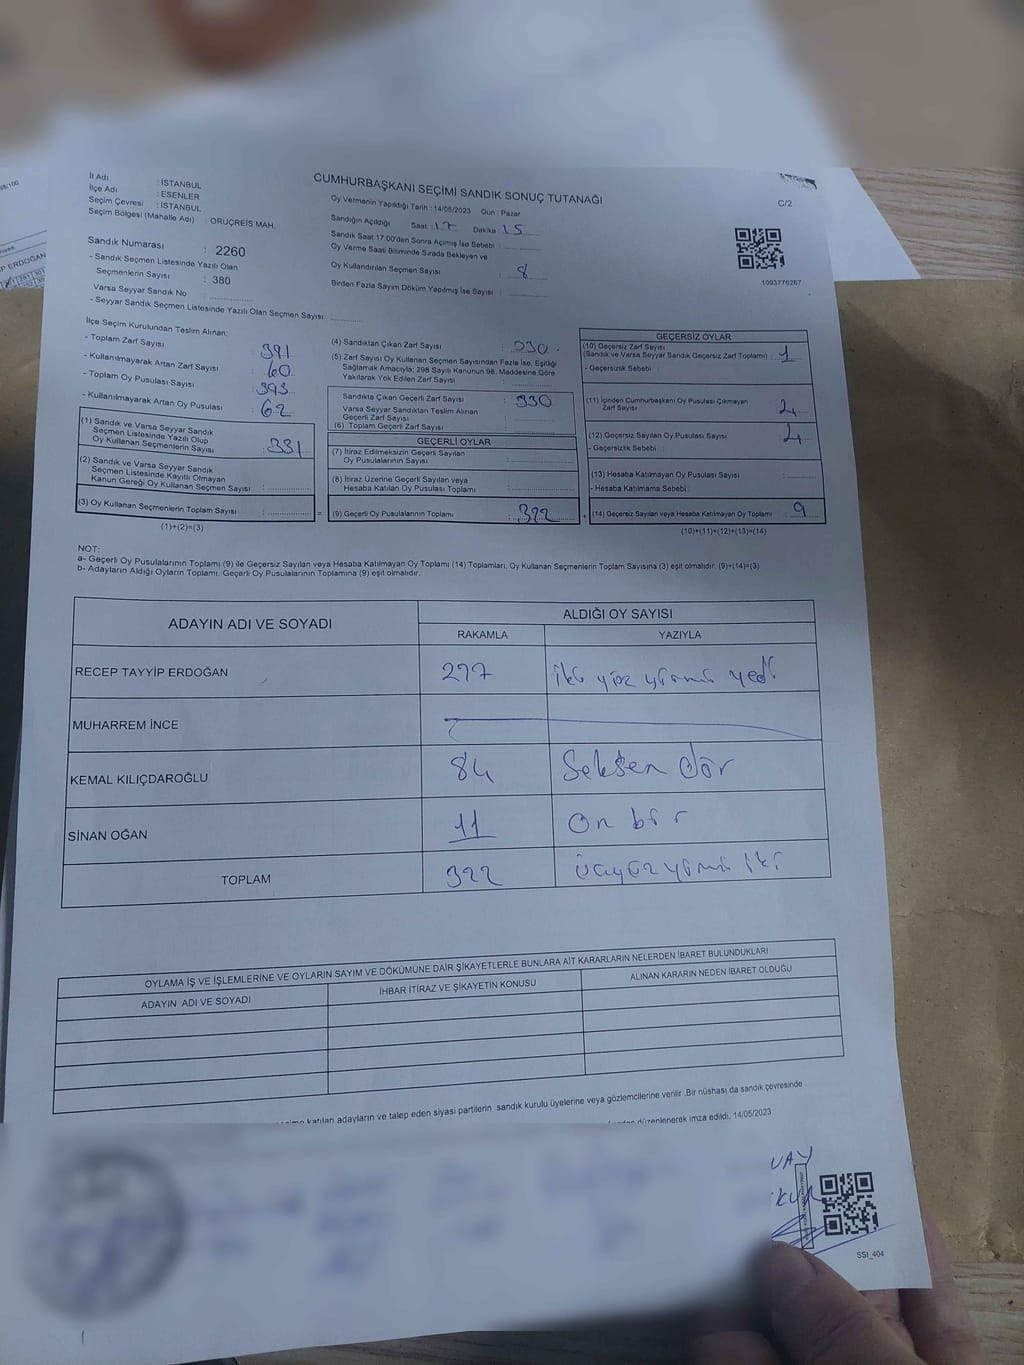 CUMHURBAŞKANI SEÇİMİ SANDIK SONUÇ TUTANAĞI
C/2
İl Adı : İSTANBUL
İlçe Adı : ESENLER
Seçim Çevresi : İSTANBUL
Seçim Bölgesi (Mahalle Adı) : ORUÇREİS MAH.
Sandık Numarası : 2260
- Sandık Seçmen Listesinde Yazılı Olan
Seçmenlerin Sayısı : 380
Varsa Seyyar Sandık No
- Seyyar Sandık Seçmen Listesinde Yazılı Olan Seçmen Sayısı:
Oy Vermenin Yapıldığı Tarih : 14/05/2023 Gün : Pazar
Sandığın Açıldığı Saat : 17 Dakika : 15
Sandık Saat 17.00'den Sonra Açımış İse Sebebi
Oy Verme Saati Bitiminde Sırada Bekleyen ve
Oy Kullandırılan Seçmen Sayısı : 8
Birden Fazla Sayım Döküm Yapılmış İse Sayısı :
1093776267
İlçe Seçim Kurulundan Teslim Alınan:
- Toplam Zarf Sayısı : 391
- Kullanılmayarak Artan Zarf Sayısı : 60
- Toplam Oy Pusulası Sayısı : 393
- Kullanılmayarak Artan Oy Pusulası : 62
(1) Sandık ve Varsa Seyyar Sandık
Seçmen Listesinde Yazılı Olup
Oy Kullanan Seçmenlerin Sayısı : 331
(2) Sandık ve Varsa Seyyar Sandık
Seçmen Listesinde Kayıtlı Olmayan
Kanun Gereği Oy Kullanan Seçmen Sayısı :
(3) Oy Kullanan Seçmenlerin Toplam Sayısı :
(1)+(2)=(3)
(4) Sandıktan Çıkan Zarf Sayısı : 330
(5) Zarf Sayısı Oy Kullanan Seçmen Sayısından Fazla İse, Eşitliği
Sağlamak Amacıyla; 298 Sayılı Kanunun 98. Maddesine Göre
Yakılarak Yok Edilen Zarf Sayısı
Sandıkta Çıkan Geçerli Zarf Sayısı : 330
Varsa Seyyar Sandıktan Teslim Alınan
Geçerli Zarf Sayısı
(6) Toplam Geçerli Zarf Sayısı
GEÇERLİ OYLAR
(7) İtiraz Edilmeksizin Geçerli Sayılan
Oy Pusulalarının Sayısı
(8) İtiraz Üzerine Geçerli Sayılan veya
Hesaba Katılan Oy Pusulası Toplamı
= (9) Geçerli Oy Pusulalarının Toplamı : 322
GEÇERSİZ OYLAR
(10) Geçersiz Zarf Sayısı
(Sandık ve Varsa Seyyar Sandık Geçersiz Zarf Toplamı) : 1
- Geçersizlik Sebebi :
(11) İçinden Cumhurbaşkanı Oy Pusulası Çıkmayan
Zarf Sayısı
(12) Geçersiz Sayılan Oy Pusulası Sayısı
- Geçersizlik Sebebi :
(13) Hesaba Katılmayan Oy Pusulası Sayısı
- Hesaba Katılmama Sebebi :
+ (14) Geçersiz Sayılan veya Hesaba Katılmayan Oy Toplamı : 9
(10)+(11)+(12)+(13)=(14)
NOT:
a- Geçerli Oy Pusulalarının Toplamı (9) ile Geçersiz Sayılan veya Hesaba Katılmayan Oy Toplamı (14) Toplamları, Oy Kullanan Seçmenlerin Toplam Sayısına (3) eşit olmalıdır. (9)+(14)=(3)
b- Adayların Aldığı Oyların Toplamı, Geçerli Oy Pusulalarının Toplamına (9) eşit olmalıdır.
ADAYIN ADI VE SOYADI ALDIĞI OY SAYISI
RAKAMLA YAZIYLA
RECEP TAYYİP ERDOĞAN 227 iki yüz yirmi yedi
MUHARREM İNCE
KEMAL KILIÇDAROĞLU 84 Seksen dör
SİNAN OĞAN 11 On bir
TOPLAM 322 üçyüz yirmi iki
OYLAMA İŞ VE İŞLEMLERİNE VE OYLARIN SAYIM VE DÖKÜMÜNE DAİR ŞİKAYETLERLE BUNLARA AİT KARARLARIN NELERDEN İBARET BULUNDUKLARI
ADAYIN ADI VE SOYADI İHBAR İTİRAZ VE ŞİKAYETİN KONUSU ALINAN KARARIN NEDEN İBARET OLDUĞU
katılan adayların ve talep eden siyasi partilerin sandık kurulu üyelerine veya gözlemcilerine verilir. Bir nüshası da sandık çevresinde
düzenlenerek imza edildi. 14/05/2023
SSI_404